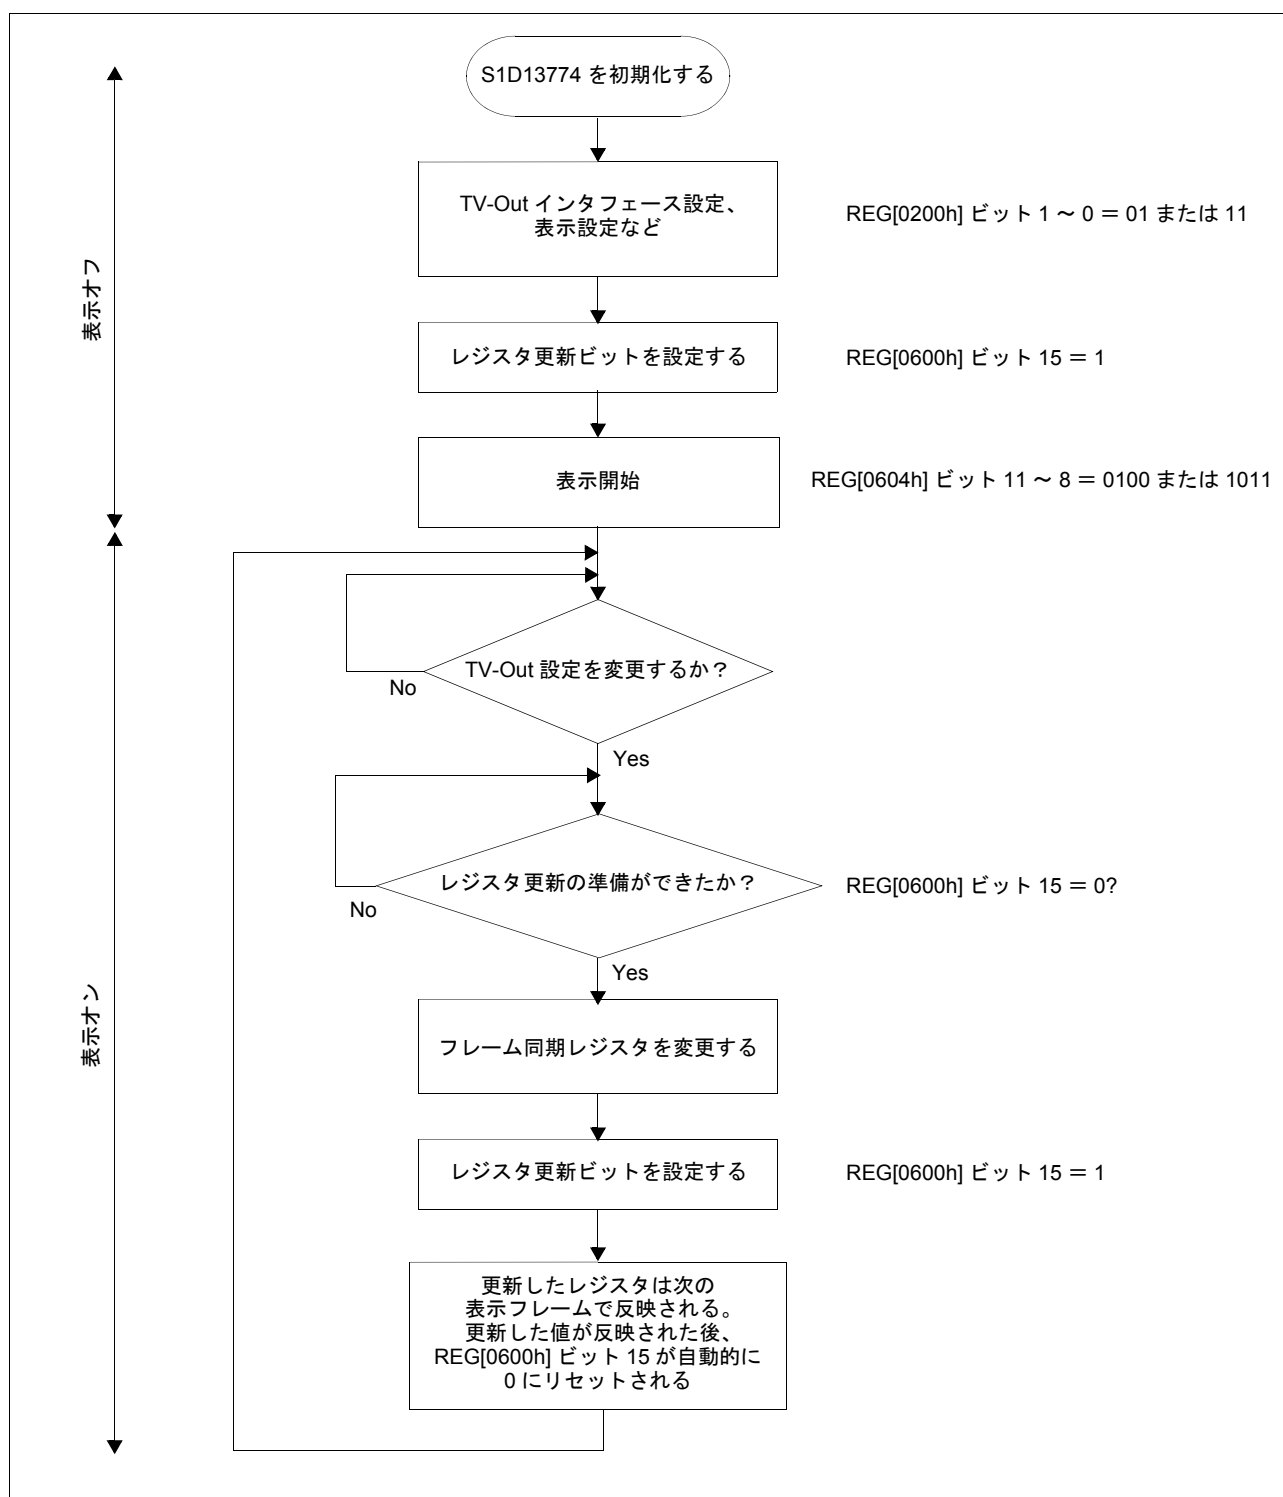 S1D13774 を初期化する
TV-Out インタフェース設定、
表示設定など
REG[0200h] ビット 1 ～ 0 ＝ 01 または 11
表示オフ
レジスタ更新ビットを設定する
REG[0600h] ビット 15 ＝ 1
表示開始
REG[0604h] ビット 11 ～ 8 ＝ 0100 または 1011
TV-Out 設定を変更するか？
No
Yes
レジスタ更新の準備ができたか？
REG[0600h] ビット 15 ＝ 0?
No
Yes
表示オン
フレーム同期レジスタを変更する
レジスタ更新ビットを設定する
REG[0600h] ビット 15 ＝ 1
更新したレジスタは次の
表示フレームで反映される。
更新した値が反映された後、
REG[0600h] ビット 15 が自動的に
0 にリセットされる